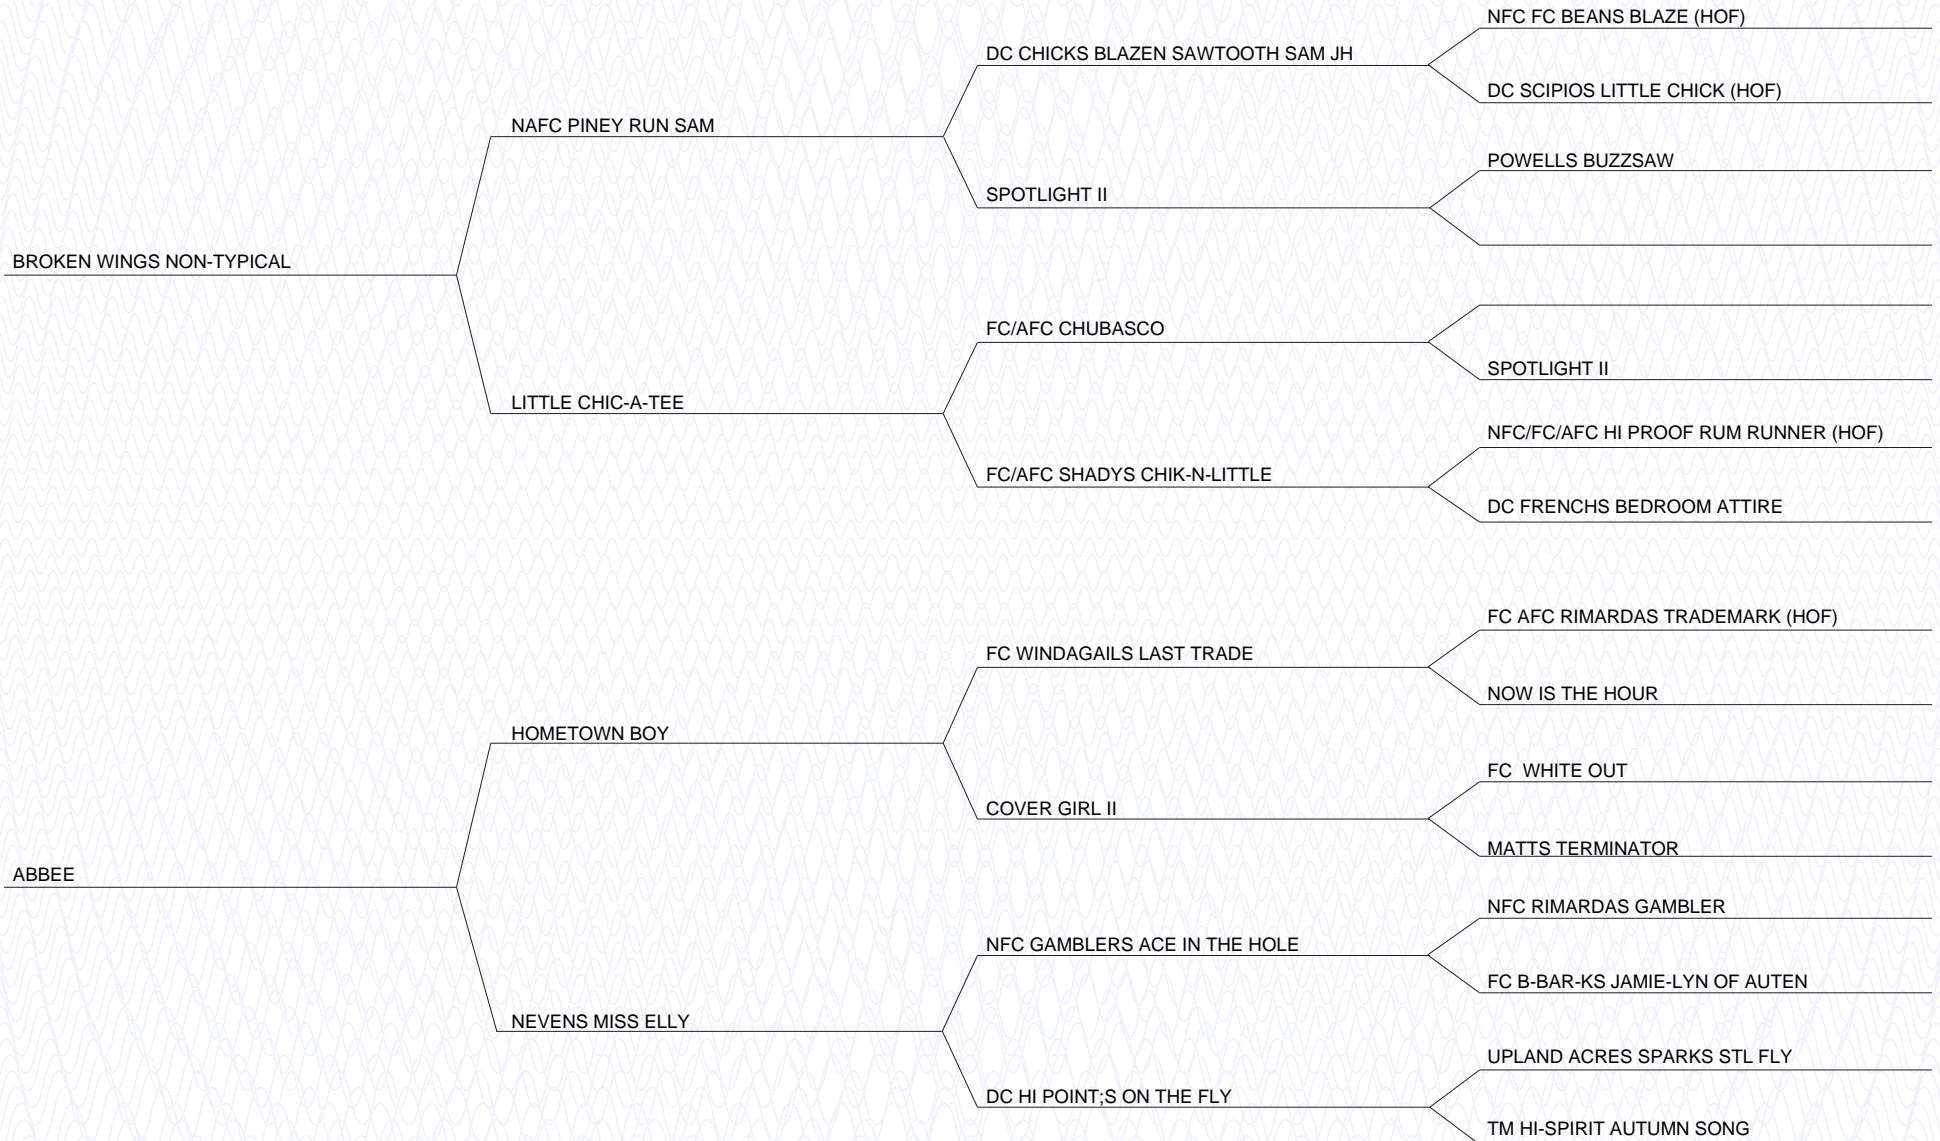 NFC FC BEANS BLAZE (HOF)
DC CHICKS BLAZEN SAWTOOTH SAM JH
DC SCIPIOS LITTLE CHICK (HOF)
NAFC PINEY RUN SAM
POWELLS BUZZSAW
SPOTLIGHT II
BROKEN WINGS NON-TYPICAL
FC/AFC CHUBASCO
SPOTLIGHT II
LITTLE CHIC-A-TEE
NFC/FC/AFC HI PROOF RUM RUNNER (HOF)
FC/AFC SHADYS CHIK-N-LITTLE
DC FRENCHS BEDROOM ATTIRE
FC AFC RIMARDAS TRADEMARK (HOF)
FC WINDAGAILS LAST TRADE
NOW IS THE HOUR
HOMETOWN BOY
FC  WHITE OUT
COVER GIRL II
MATTS TERMINATOR
ABBEE
NFC RIMARDAS GAMBLER
NFC GAMBLERS ACE IN THE HOLE
FC B-BAR-KS JAMIE-LYN OF AUTEN
NEVENS MISS ELLY
UPLAND ACRES SPARKS STL FLY
DC HI POINT;S ON THE FLY
TM HI-SPIRIT AUTUMN SONG